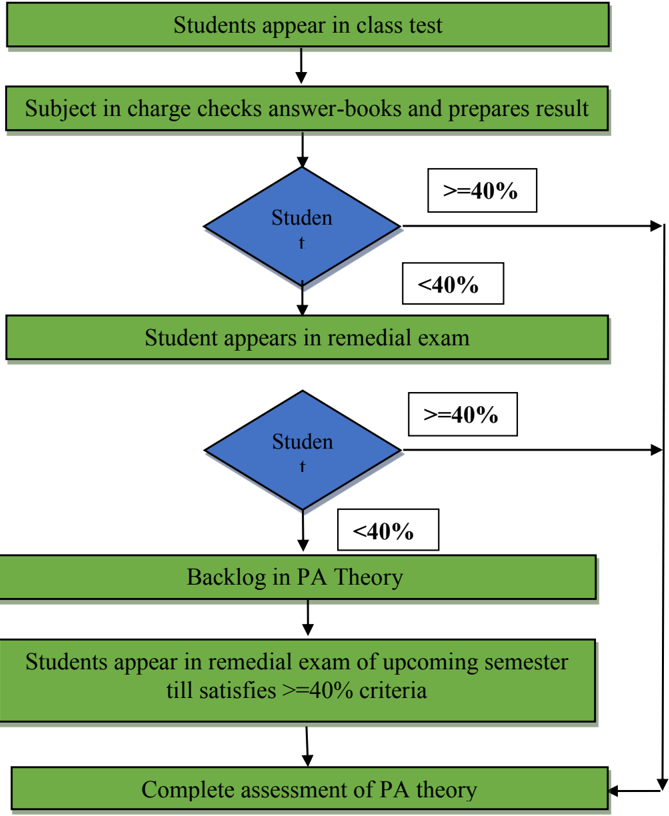 Students appear in class test
Subject in charge checks answer-books and prepares result
>=40%
Studen
t
<40%
Student appears in remedial exam
>=40%
Studen
t
<40%
Backlog in PA Theory
Students appear in remedial exam of upcoming semester
till satisfies >=40% criteria
Complete assessment of PA theory